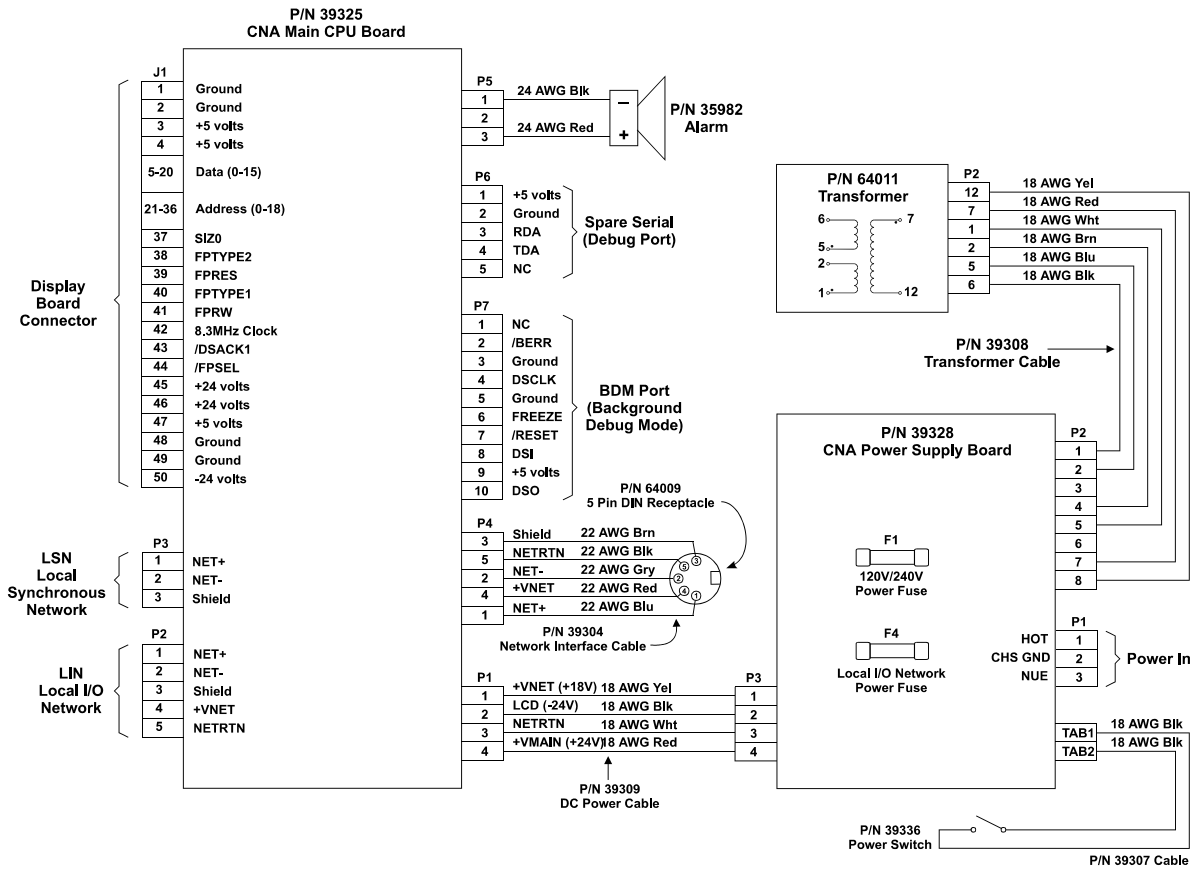 P/N 39325
CNA Main CPU Board
J1
1 Ground
2 Ground
3 +5 volts
4 +5 volts
5-20 Data (0-15)
21-36 Address (0-18)
37 SIZ0
38 FPTYPE2
39 FPRES
40 FPTYPE1
41 FPRW
42 8.3MHz Clock
43 /DSACK1
44 /FPSEL
45 +24 volts
46 +24 volts
47 +5 volts
48 Ground
49 Ground
50 -24 volts
Display
Board
Connector
P3
1 NET+
2 NET-
3 Shield
LSN
Local
Synchronous
Network
P2
1 NET+
2 NET-
3 Shield
4 +VNET
5 NETRTN
LIN
Local I/O
Network
P5
1 24 AWG Blk
2
3 24 AWG Red
−
+
P/N 35982
Alarm
P6
1 +5 volts
2 Ground
3 RDA
4 TDA
5 NC
Spare Serial
(Debug Port)
P7
1 NC
2 /BERR
3 Ground
4 DSCLK
5 Ground
6 FREEZE
7 /RESET
8 DSI
9 +5 volts
10 DSO
BDM Port
(Background
Debug Mode)
P/N 64009
5 Pin DIN Receptacle
P4
3 Shield 22 AWG Brn
5 NETRTN 22 AWG Blk
2 NET- 22 AWG Gry
4 +VNET 22 AWG Red
1 NET+ 22 AWG Blu
3
5
2
4
1
P/N 39304
Network Interface Cable
P1
1 +VNET (+18V) 18 AWG Yel
2 LCD (-24V) 18 AWG Blk
3 NETRTN 18 AWG Wht
4 +VMAIN (+24V) 18 AWG Red
P3
1
2
3
4
P/N 39309
DC Power Cable
P/N 64011
Transformer
6 7
5
2
1 12
P2
12 18 AWG Yel
7 18 AWG Red
1 18 AWG Wht
2 18 AWG Brn
5 18 AWG Blu
6 18 AWG Blk
P/N 39308
Transformer Cable
P/N 39328
CNA Power Supply Board
P2
1
2
3
4
5
6
7
8
F1
120V/240V
Power Fuse
F4
Local I/O Network
Power Fuse
P1
HOT 1
CHS GND 2
NUE 3
Power In
TAB1 18 AWG Blk
TAB2 18 AWG Blk
P/N 39336
Power Switch
P/N 39307 Cable